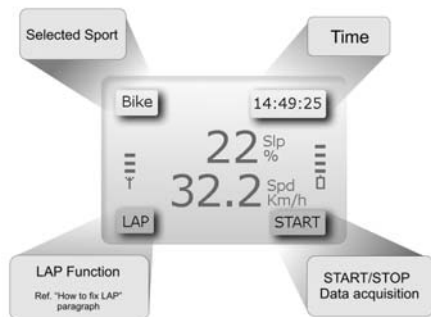 Selected Sport
Time
Bike
14:49:25
22 Slp %
32.2 Spd Km/h
LAP
START
LAP Function
Ref. "How to fix LAP"
paragraph
START/STOP
Data acquisition